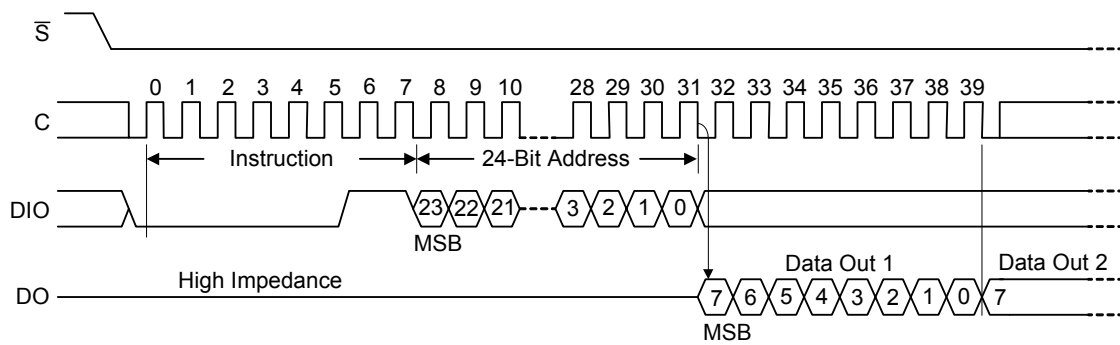 S
0 1 2 3 4 5 6 7 8 9 10 28 29 30 31 32 33 34 35 36 37 38 39
C
Instruction 24-Bit Address
DIO 23 22 21 3 2 1 0
MSB
High Impedance Data Out 1 Data Out 2
DO 7 6 5 4 3 2 1 0 7
MSB